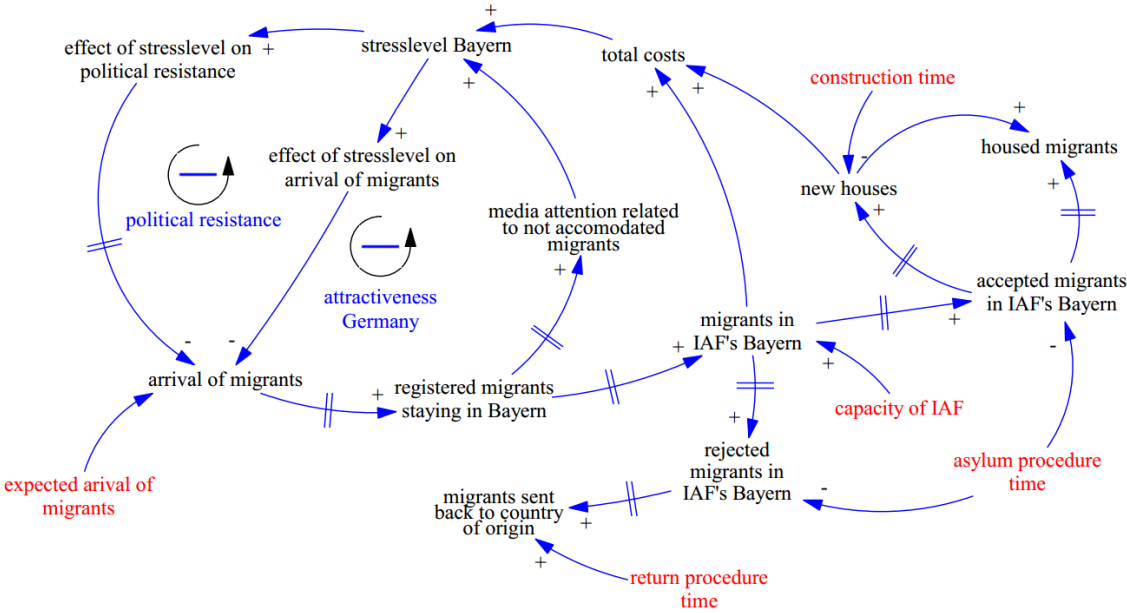 effect of stresslevel on
political resistance
+
stresslevel Bayern
+
total costs
+
+
+
construction time
+
housed migrants
+
-
new houses
+
effect of stresslevel on
arrival of migrants
+
political resistance
media attention related
to not accomodated
migrants
+
attractiveness
Germany
accepted migrants
in IAF's Bayern
+
-
migrants in
IAF's Bayern
+
+
capacity of IAF
-
-
arrival of migrants
+
registered migrants
staying in Bayern
expected arival of
migrants
+
rejected
migrants in
IAF's Bayern
-
asylum procedure
time
migrants sent
back to country
of origin
+
+
return procedure
time